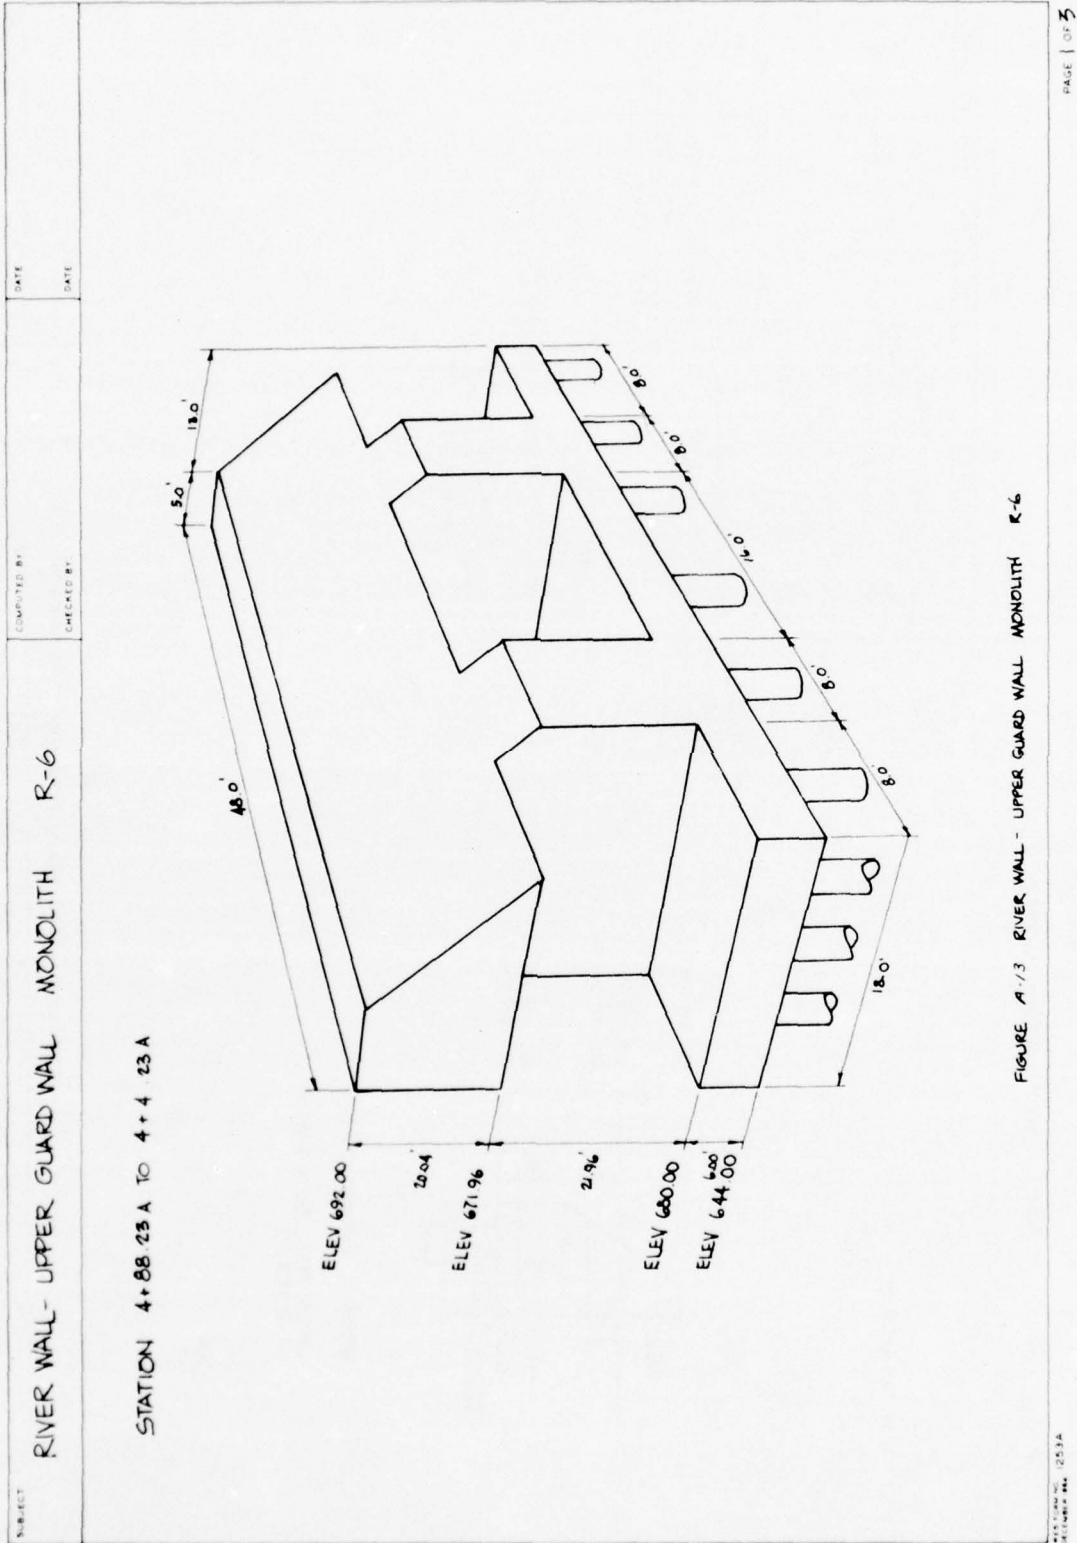 SUBJECT
RIVER WALL- UPPER GUARD WALL MONOLITH R-6
COMPUTED BY
DATE
CHECKED BY
DATE
STATION 4+88.23 A TO 4+4 .23 A
48.0'
5.0'
13.0'
ELEV 692.00
20.04'
ELEV 671.96
21.96'
ELEV 680.00
6.00'
ELEV 644.00
18.0'
8.0'
8.0'
16.0'
8.0'
8.0'
FIGURE A-13 RIVER WALL- UPPER GUARD WALL MONOLITH R-6
1253A
PAGE 1 OF 3